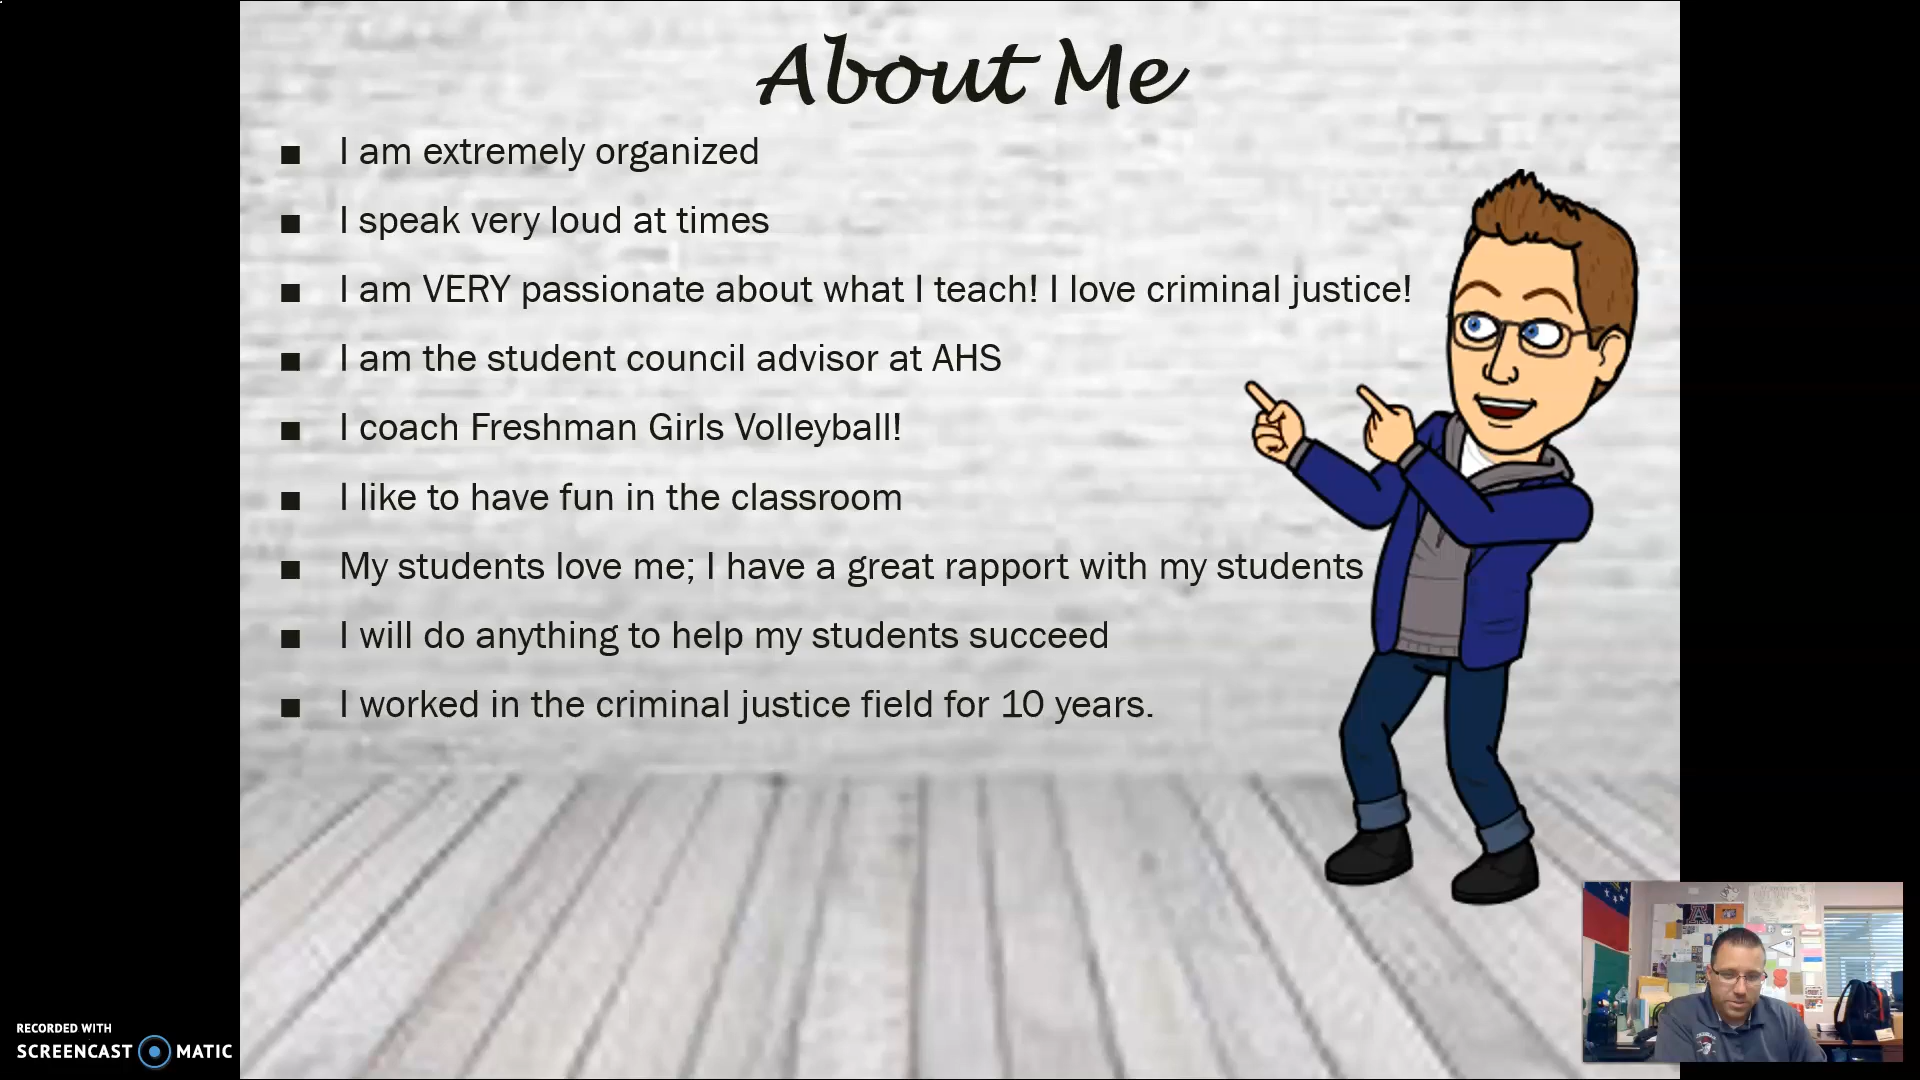 About Me
■ I am extremely organized
■ I speak very loud at times
■ I am VERY passionate about what I teach! I love criminal justice!
■ I am the student council advisor at AHS
■ I coach Freshman Girls Volleyball!
■ I like to have fun in the classroom
■ My students love me; I have a great rapport with my students
■ I will do anything to help my students succeed
■ I worked in the criminal justice field for 10 years.
RECORDED WITH
SCREENCAST MATIC
A